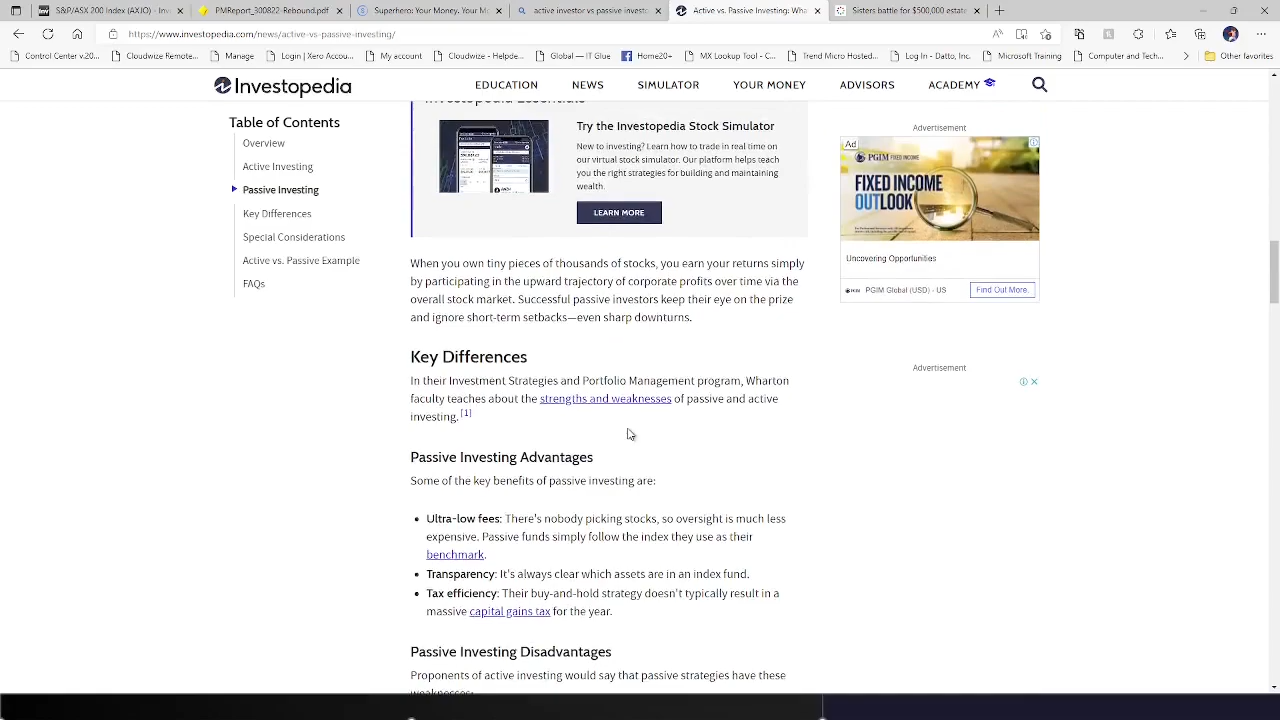 S&P/ASX 200 Index (AXIO) - Inves
PMReport_300822-Rebound.pdf
Superhero: Your Money. Your Mo
active investor vs passive investo
Active vs. Passive Investing: Wha
Sisters battle for $500,000 estate
https://www.investopedia.com/news/active-vs-passive-investing/
Control Center v.20...
Cloudwize Remote...
Manage
Login | Xero Accou...
My account
Cloudwize - Helpde...
Global — IT Glue
Home20+
MX Lookup Tool - C...
Trend Micro Hosted...
Log In - Datto, Inc.
Microsoft Training
Computer and Tech...
Other favorites
Investopedia
EDUCATION
NEWS
SIMULATOR
YOUR MONEY
ADVISORS
ACADEMY
Table of Contents
Overview
Active Investing
Passive Investing
Key Differences
Special Considerations
Active vs. Passive Example
FAQs
Investopedia Essentials
Try the Investopedia Stock Simulator
New to investing? Learn how to trade in real time on
our virtual stock simulator. Our platform helps teach
you the right strategies for building and maintaining
wealth.
LEARN MORE
When you own tiny pieces of thousands of stocks, you earn your returns simply
by participating in the upward trajectory of corporate profits over time via the
overall stock market. Successful passive investors keep their eye on the prize
and ignore short-term setbacks—even sharp downturns.
Key Differences
In their Investment Strategies and Portfolio Management program, Wharton
faculty teaches about the strengths and weaknesses of passive and active
investing.[1]
Passive Investing Advantages
Some of the key benefits of passive investing are:
Ultra-low fees: There's nobody picking stocks, so oversight is much less
expensive. Passive funds simply follow the index they use as their
benchmark.
Transparency: It's always clear which assets are in an index fund.
Tax efficiency: Their buy-and-hold strategy doesn't typically result in a
massive capital gains tax for the year.
Passive Investing Disadvantages
Proponents of active investing would say that passive strategies have these
weaknesses:
Advertisement
Ad
PGIM FIXED INCOME
FIXED INCOME
OUTLOOK
Uncovering Opportunities
PGIM Global (USD) - US
Find Out More.
Advertisement